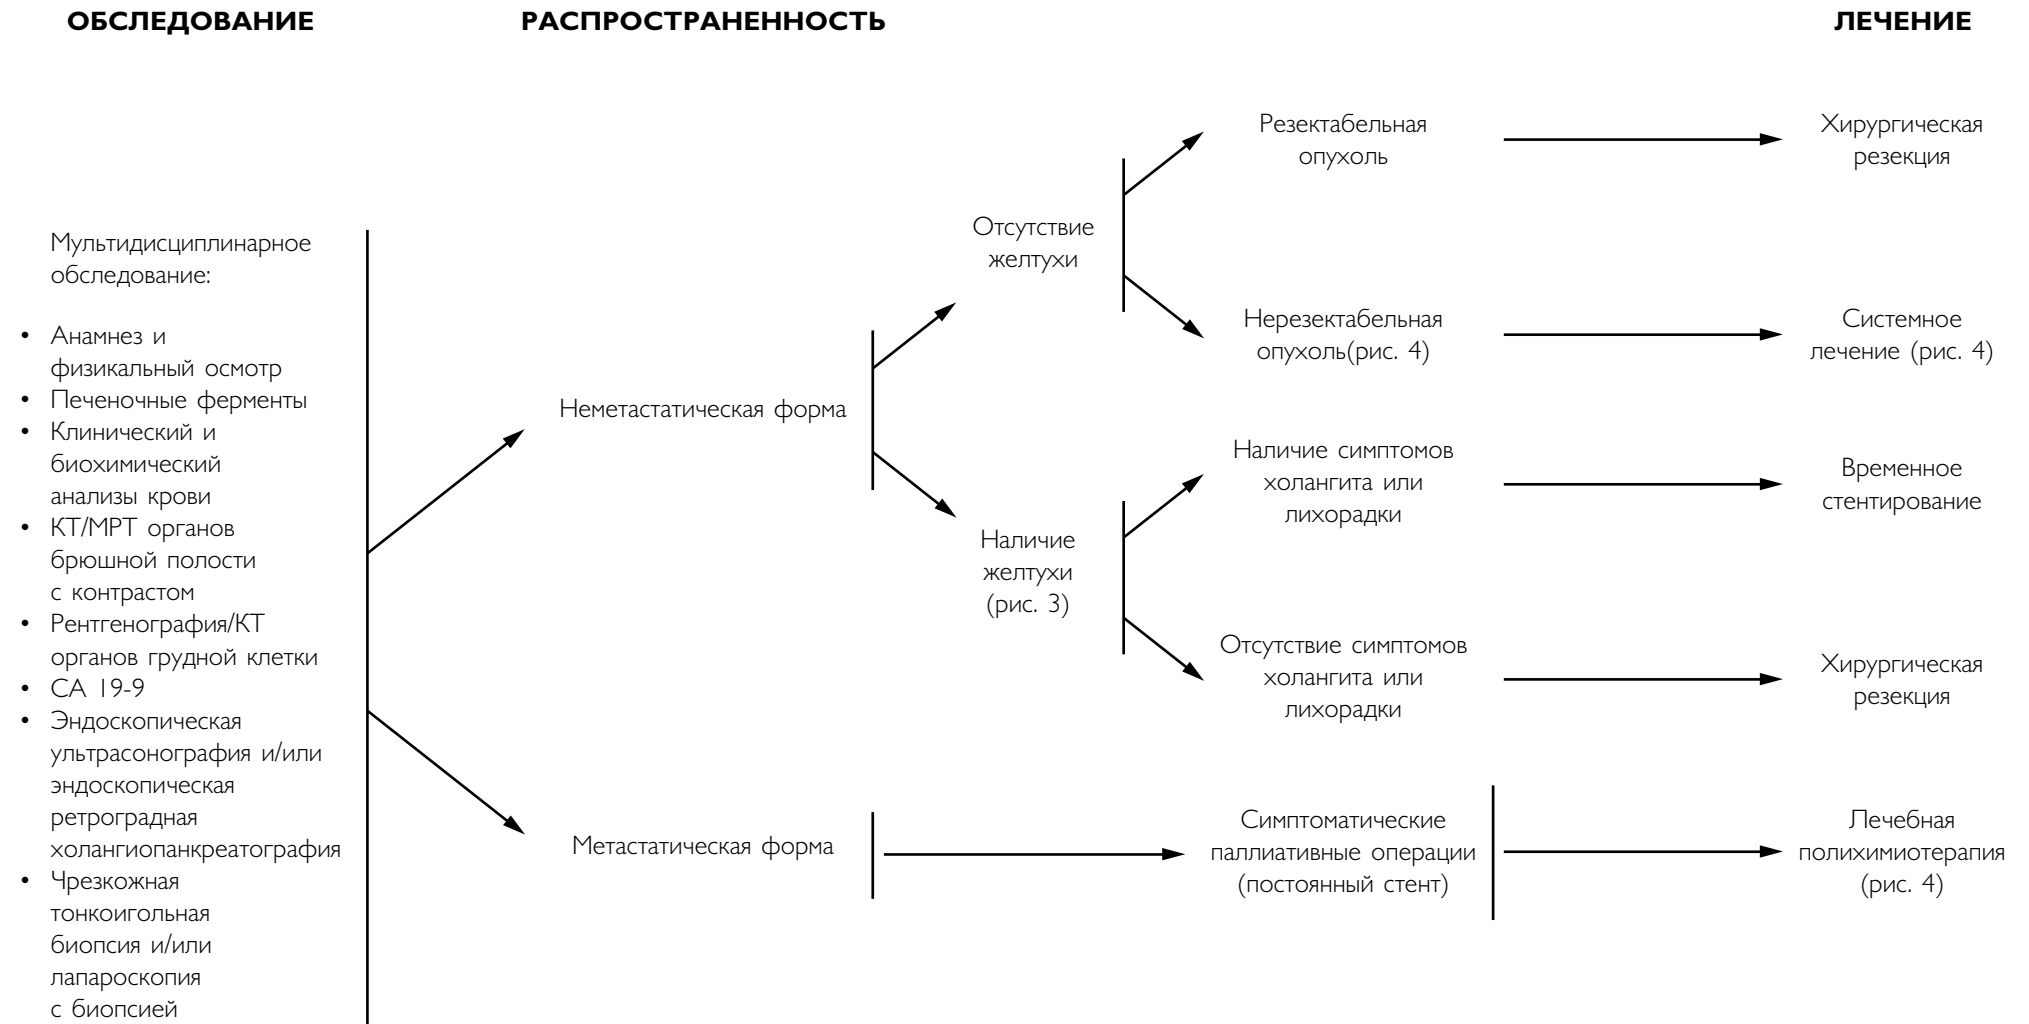 ОБСЛЕДОВАНИЕ
РАСПРОСТРАНЕННОСТЬ
ЛЕЧЕНИЕ
Мультидисциплинарное
обследование:
• Анамнез и
физикальный осмотр
• Печеночные ферменты
• Клинический и
биохимический
анализы крови
• КТ/МРТ органов
брюшной полости
с контрастом
• Рентгенография/КТ
органов грудной клетки
• СА 19-9
• Эндоскопическая
ультрасонография и/или
эндоскопическая
ретроградная
холангиопанкреатография
• Чрезкожная
тонкоигольная
биопсия и/или
лапароскопия
с биопсией
Неметастатическая форма
Метастатическая форма
Отсутствие
желтухи
Наличие
желтухи
(рис. 3)
Резектабельная
опухоль
Нерезектабельная
опухоль(рис. 4)
Наличие симптомов
холангита или
лихорадки
Отсутствие симптомов
холангита или
лихорадки
Симптоматические
паллиативные операции
(постоянный стент)
Хирургическая
резекция
Системное
лечение (рис. 4)
Временное
стентирование
Хирургическая
резекция
Лечебная
полихимиотерапия
(рис. 4)